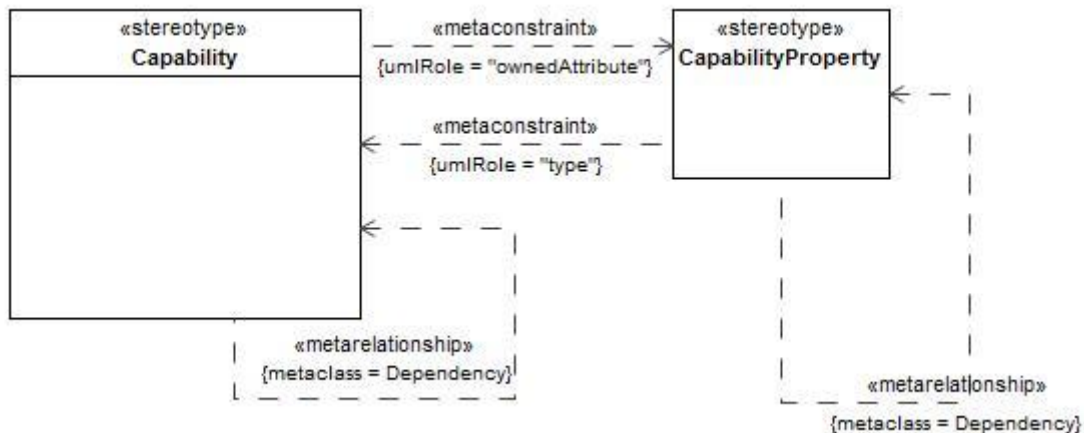 «stereotype»
Capability
«metaconstraint»
{umlRole = "ownedAttribute"}
«stereotype»
CapabilityProperty
«metaconstraint»
{umlRole = "type"}
«metarelationship»
{metaclass = Dependency}
«metarelationship»
{metaclass = Dependency}